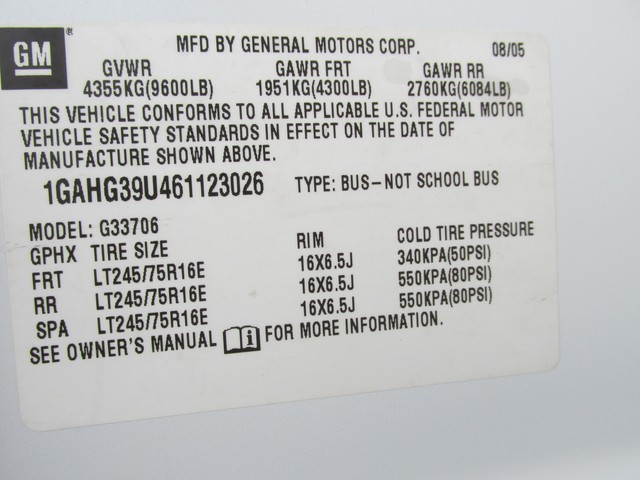 GM
MFD BY GENERAL MOTORS CORP. 08/05
GVWR GAWR FRT GAWR RR
4355KG(9600LB) 1951KG(4300LB) 2760KG(6084LB)
THIS VEHICLE CONFORMS TO ALL APPLICABLE U.S. FEDERAL MOTOR
VEHICLE SAFETY STANDARDS IN EFFECT ON THE DATE OF
MANUFACTURE SHOWN ABOVE.
1GAHG39U461123026 TYPE: BUS-NOT SCHOOL BUS
MODEL: G33706
GPHX TIRE SIZE RIM COLD TIRE PRESSURE
FRT LT245/75R16E 16X6.5J 340KPA(50PSI)
RR LT245/75R16E 16X6.5J 550KPA(80PSI)
SPA LT245/75R16E 16X6.5J 550KPA(80PSI)
SEE OWNER'S MANUAL i FOR MORE INFORMATION.